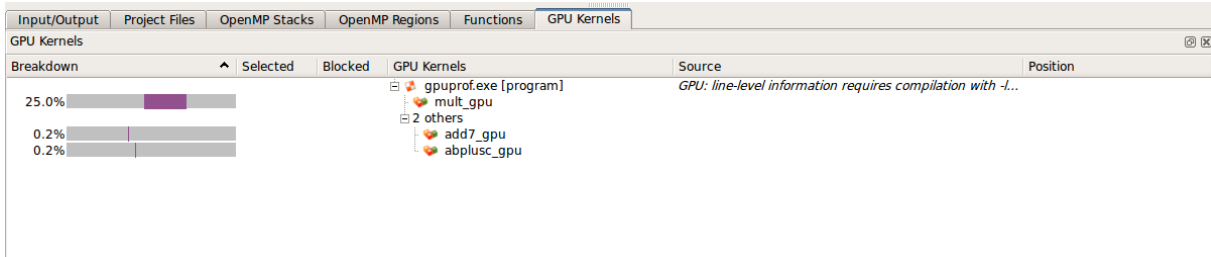 Input/Output Project Files OpenMP Stacks OpenMP Regions Functions GPU Kernels
GPU Kernels
Breakdown Selected Blocked GPU Kernels Source Position
gpuprof.exe [program] GPU: line-level information requires compilation with -l...
25.0% mult_gpu
2 others
0.2% add7_gpu
0.2% abplusc_gpu